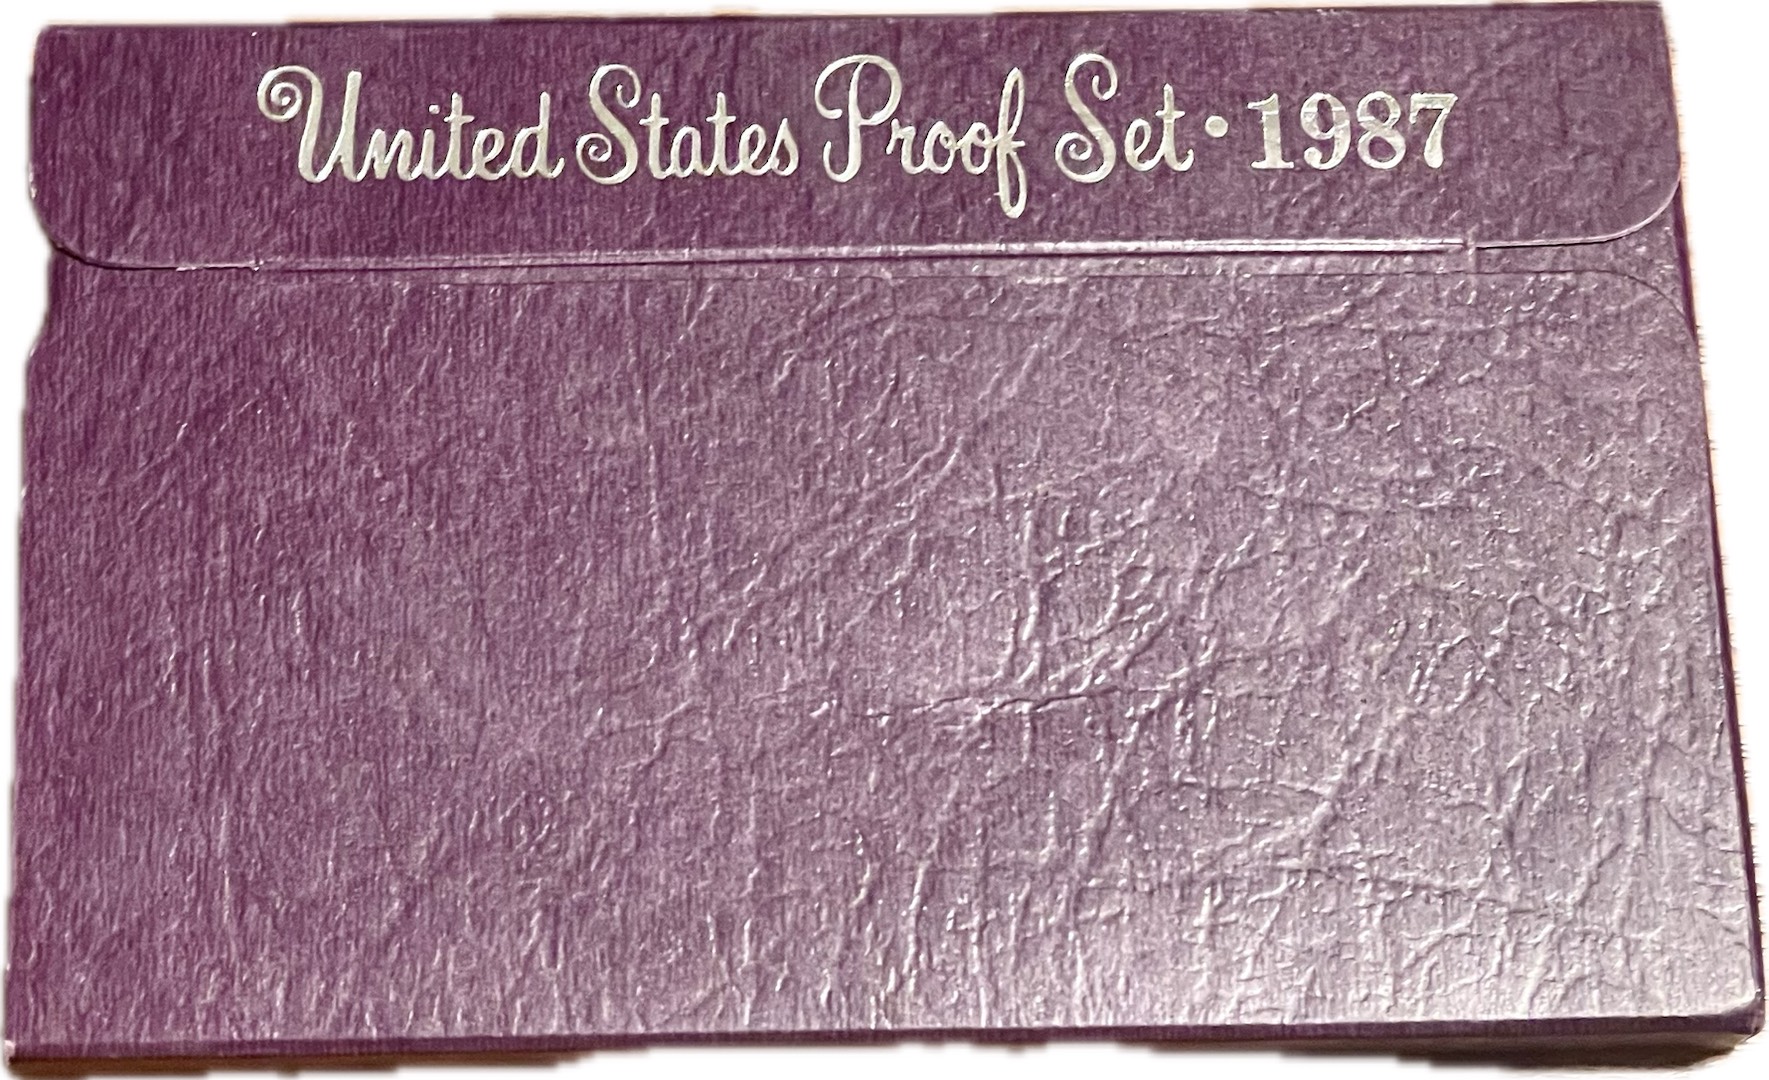 United States Proof Set · 1987